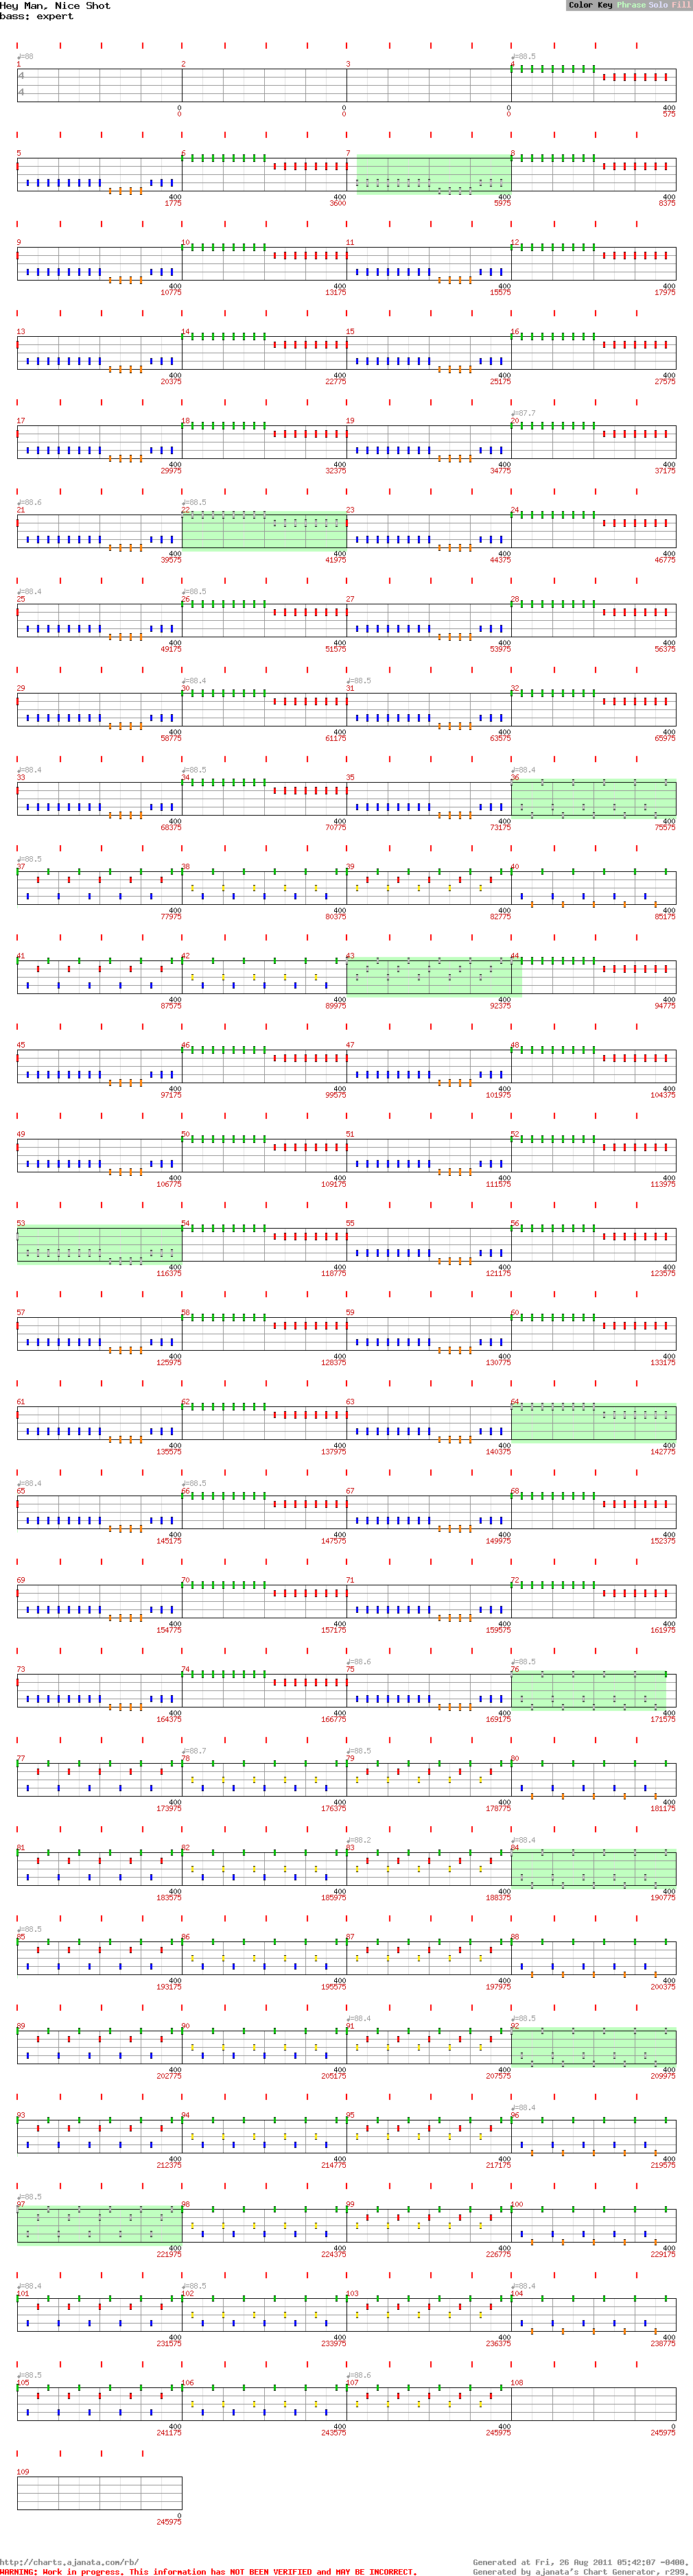 Hey Man, Nice Shot
bass: expert
Color Key Phrase Solo Fill
♩=88 ♩=88.5
1 2 3 4
4
4
0 0 0 400
0 0 0 575
5 6 7 8
400 400 400 400
1775 3600 5975 8375
9 10 11 12
400 400 400 400
10775 13175 15575 17975
13 14 15 16
400 400 400 400
20375 22775 25175 27575
♩=87.7
17 18 19 20
400 400 400 400
29975 32375 34775 37175
♩=88.6 ♩=88.5
21 22 23 24
400 400 400 400
39575 41975 44375 46775
♩=88.4 ♩=88.5
25 26 27 28
400 400 400 400
49175 51575 53975 56375
♩=88.4 ♩=88.5
29 30 31 32
400 400 400 400
58775 61175 63575 65975
♩=88.4 ♩=88.5 ♩=88.4
33 34 35 36
400 400 400 400
68375 70775 73175 75575
♩=88.5
37 38 39 40
400 400 400 400
77975 80375 82775 85175
41 42 43 44
400 400 400 400
87575 89975 92375 94775
45 46 47 48
400 400 400 400
97175 99575 101975 104375
49 50 51 52
400 400 400 400
106775 109175 111575 113975
53 54 55 56
400 400 400 400
116375 118775 121175 123575
57 58 59 60
400 400 400 400
125975 128375 130775 133175
61 62 63 64
400 400 400 400
135575 137975 140375 142775
♩=88.4 ♩=88.5
65 66 67 68
400 400 400 400
145175 147575 149975 152375
69 70 71 72
400 400 400 400
154775 157175 159575 161975
♩=88.6 ♩=88.5
73 74 75 76
400 400 400 400
164375 166775 169175 171575
♩=88.7 ♩=88.5
77 78 79 80
400 400 400 400
173975 176375 178775 181175
♩=88.2 ♩=88.4
81 82 83 84
400 400 400 400
183575 185975 188375 190775
♩=88.5
85 86 87 88
400 400 400 400
193175 195575 197975 200375
♩=88.4 ♩=88.5
89 90 91 92
400 400 400 400
202775 205175 207575 209975
♩=88.4
93 94 95 96
400 400 400 400
212375 214775 217175 219575
♩=88.5
97 98 99 100
400 400 400 400
221975 224375 226775 229175
♩=88.4 ♩=88.5 ♩=88.4
101 102 103 104
400 400 400 400
231575 233975 236375 238775
♩=88.5 ♩=88.6
105 106 107 108
400 400 400 0
241175 243575 245975 245975
109
0
245975
http://charts.ajanata.com/rb/
Generated at Fri, 26 Aug 2011 05:42:07 -0400.
WARNING: Work in progress. This information has NOT BEEN VERIFIED and MAY BE INCORRECT.
Generated by ajanata's Chart Generator, r299.